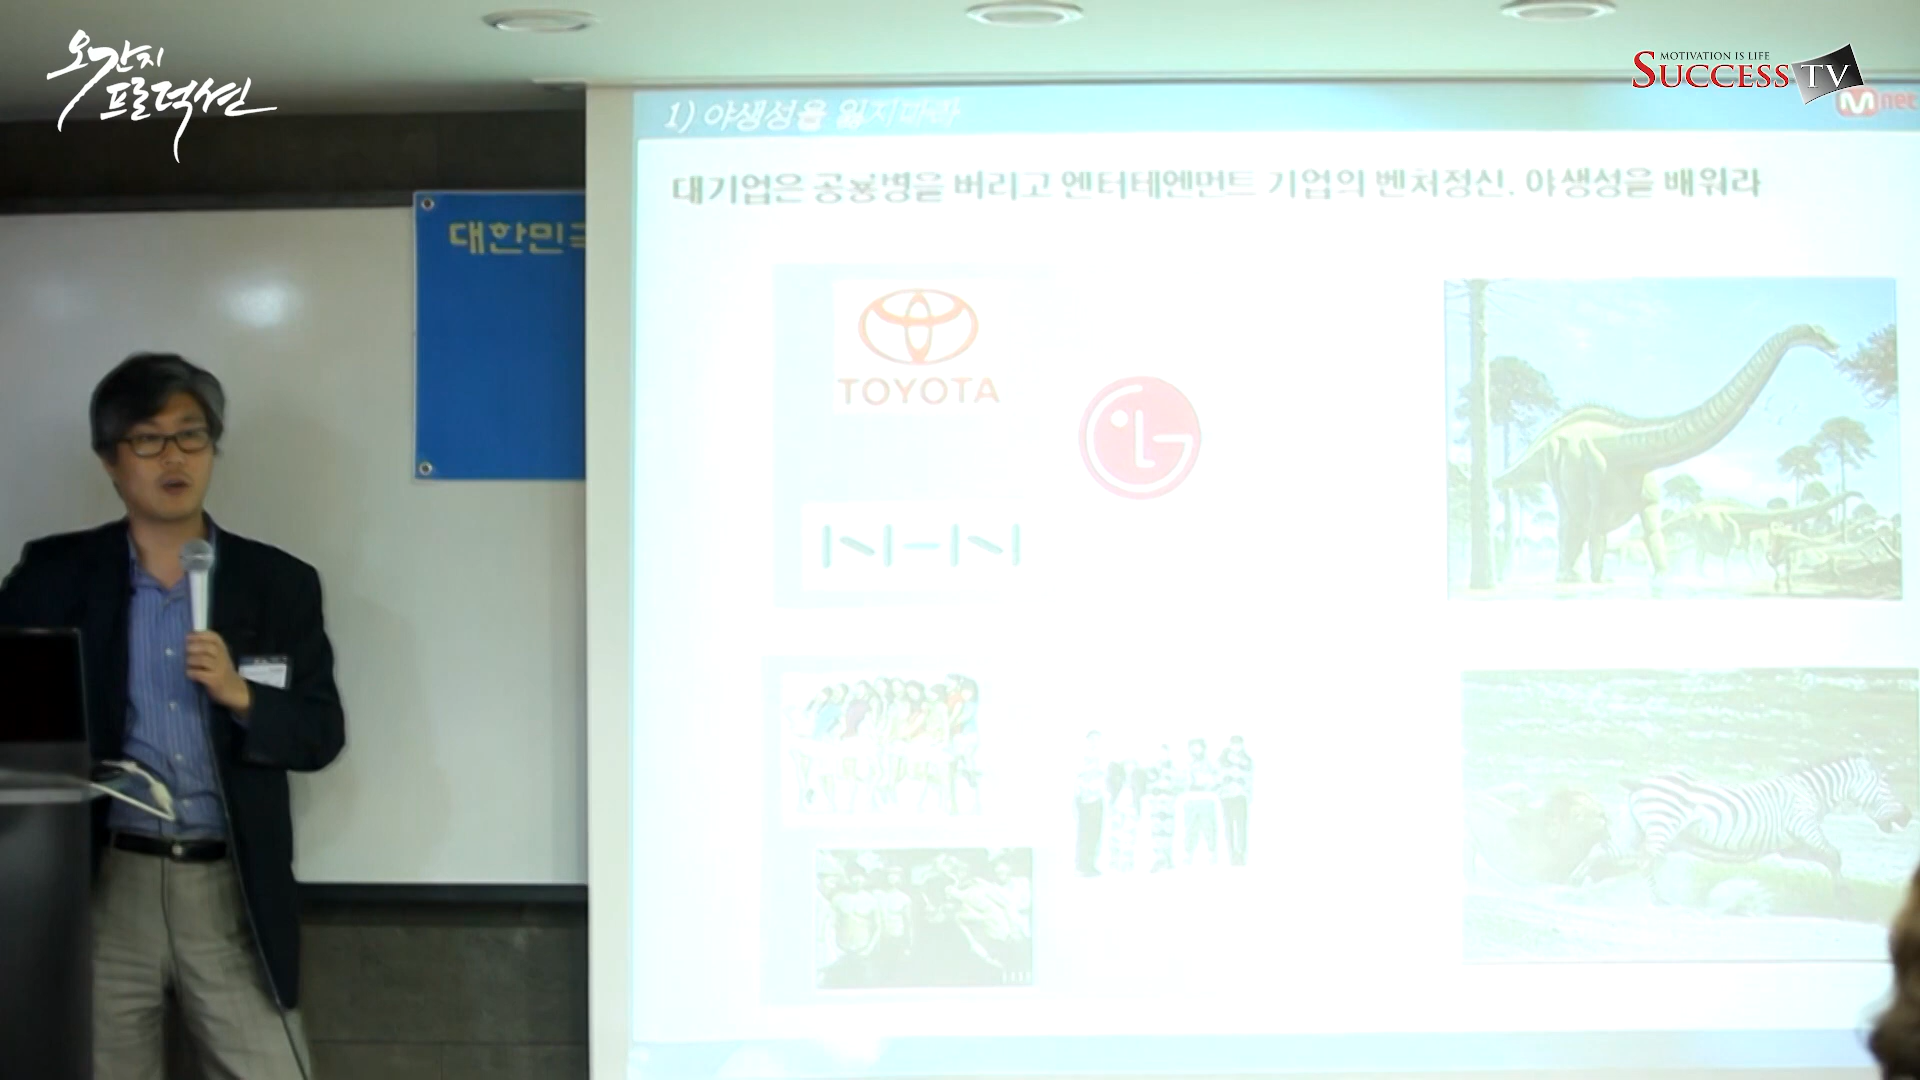 오간지
프로덕션
MOTIVATION IS LIFE
SUCCESS TV
Mnet
1) 야생성을 잃지마라
대기업은 공룡병을 버리고 엔터테인먼트 기업의 벤처정신, 야생성을 배워라
대한민국
TOYOTA
LG
NHN